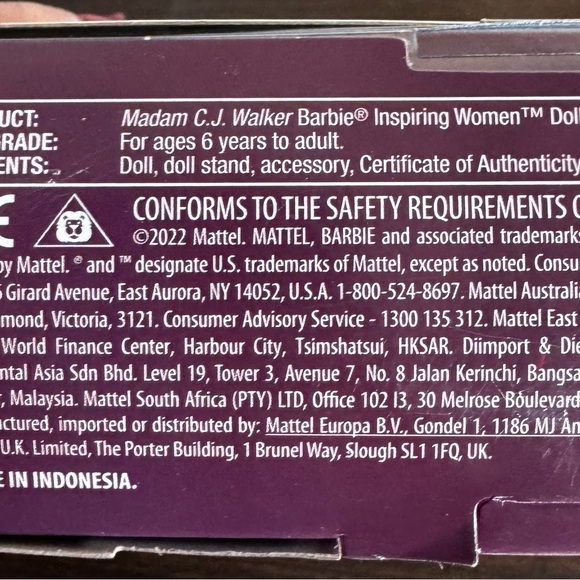 UCT: Madam C.J. Walker Barbie® Inspiring Women™ Doll
GRADE: For ages 6 years to adult.
ENTS: Doll, doll stand, accessory, Certificate of Authenticity
CE CONFORMS TO THE SAFETY REQUIREMENTS O
©2022 Mattel. MATTEL, BARBIE and associated trademarks
by Mattel. ® and ™ designate U.S. trademarks of Mattel, except as noted. Consu
6 Girard Avenue, East Aurora, NY 14052, U.S.A. 1-800-524-8697. Mattel Australia
mond, Victoria, 3121. Consumer Advisory Service - 1300 135 312. Mattel East
World Finance Center, Harbour City, Tsimshatsui, HKSAR. Diimport & Die
ntal Asia Sdn Bhd. Level 19, Tower 3, Avenue 7, No. 8 Jalan Kerinchi, Bangsa
r, Malaysia. Mattel South Africa (PTY) LTD, Office 102 I3, 30 Melrose Boulevard
actured, imported or distributed by: Mattel Europa B.V., Gondel 1, 1186 MJ Am
U.K. Limited, The Porter Building, 1 Brunel Way, Slough SL1 1FQ, UK.
E IN INDONESIA.